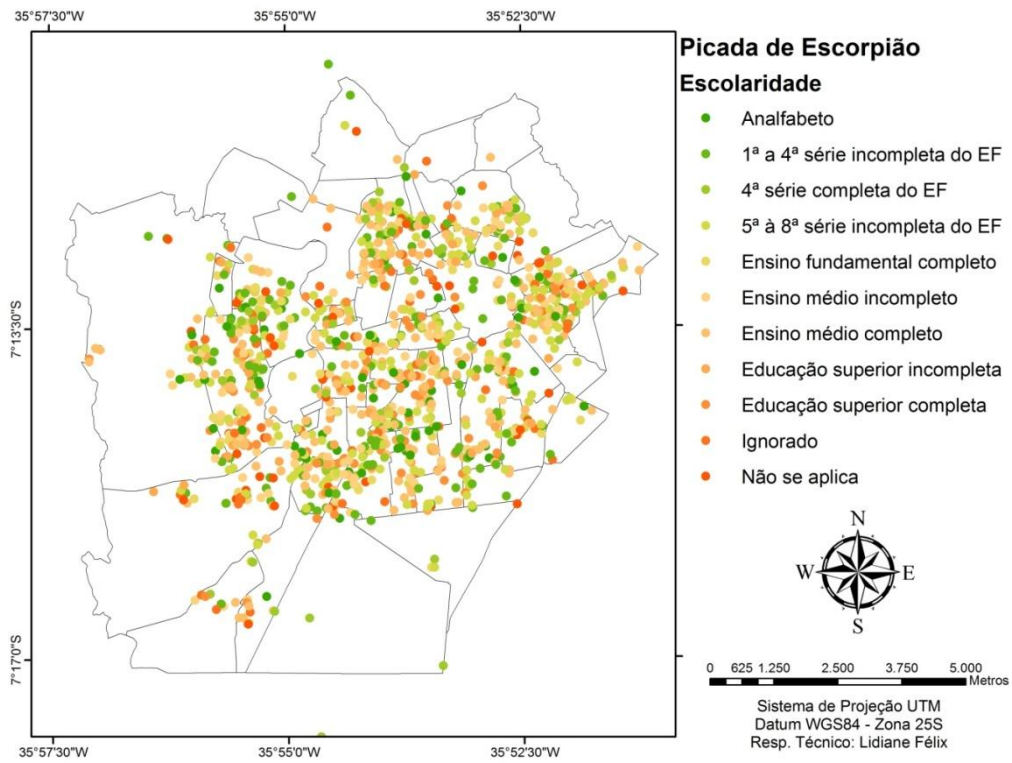 35°57'30"W
35°55'0"W
35°52'30"W
Picada de Escorpião
Escolaridade
Analfabeto
1ª a 4ª série incompleta do EF
4ª série completa do EF
5ª à 8ª série incompleta do EF
Ensino fundamental completo
Ensino médio incompleto
Ensino médio completo
Educação superior incompleta
Educação superior completa
Ignorado
Não se aplica
7°13'30"S
7°17'0"S
N
W
E
S
0 625 1.250 2.500 3.750 5.000
Metros
Sistema de Projeção UTM
Datum WGS84 - Zona 25S
Resp. Técnico: Lidiane Félix
35°57'30"W
35°55'0"W
35°52'30"W